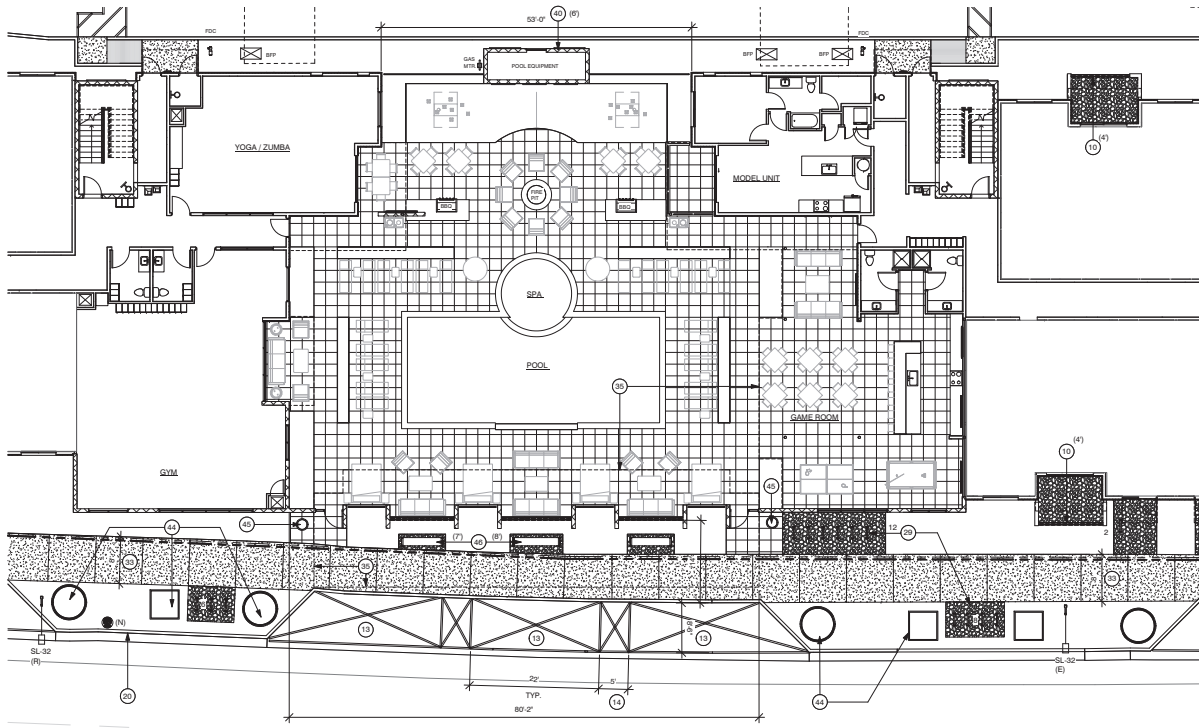 40 (6')
53'-0"
FDC
BFP
GAS
MTR.
POOL EQUIPMENT
BFP
BFP
FDC
10 (4')
YOGA / ZUMBA
MODEL UNIT
FIRE
PIT
BBQ
BBQ
SPA
POOL
35
GAME ROOM
GYM
10 (4')
45
45
44
(7') 46 (8')
12
29
2
33
35
33
13
13
13
8'-6"
(N)
SL-32
(R)
SL-32
(E)
20
22'
TYP.
5'
14
44
80'-2"